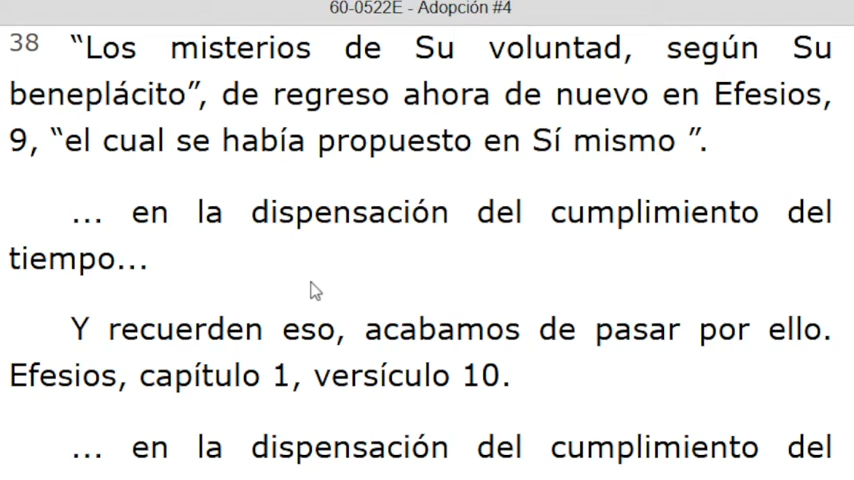 60-0522E - Adopción #4
38 “Los misterios de Su voluntad, según Su
beneplácito”, de regreso ahora de nuevo en Efesios,
9, “el cual se había propuesto en Sí mismo ”.
... en la dispensación del cumplimiento del
tiempo...
Y recuerden eso, acabamos de pasar por ello.
Efesios, capítulo 1, versículo 10.
... en la dispensación del cumplimiento del